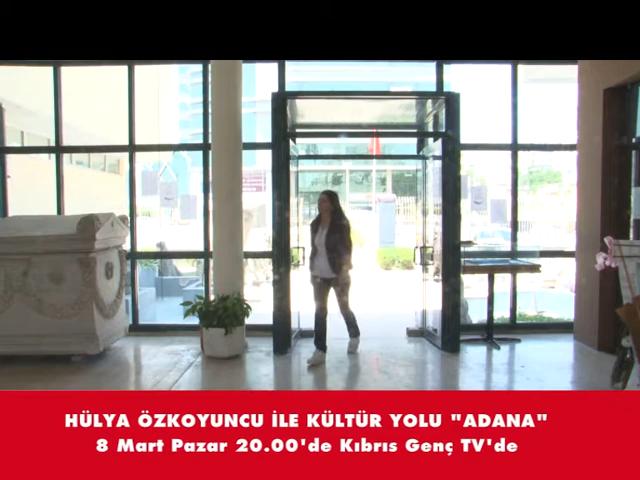 HÜLYA ÖZKOYUNCU İLE KÜLTÜR YOLU "ADANA"
8 Mart Pazar 20.00'de Kıbrıs Genç TV'de